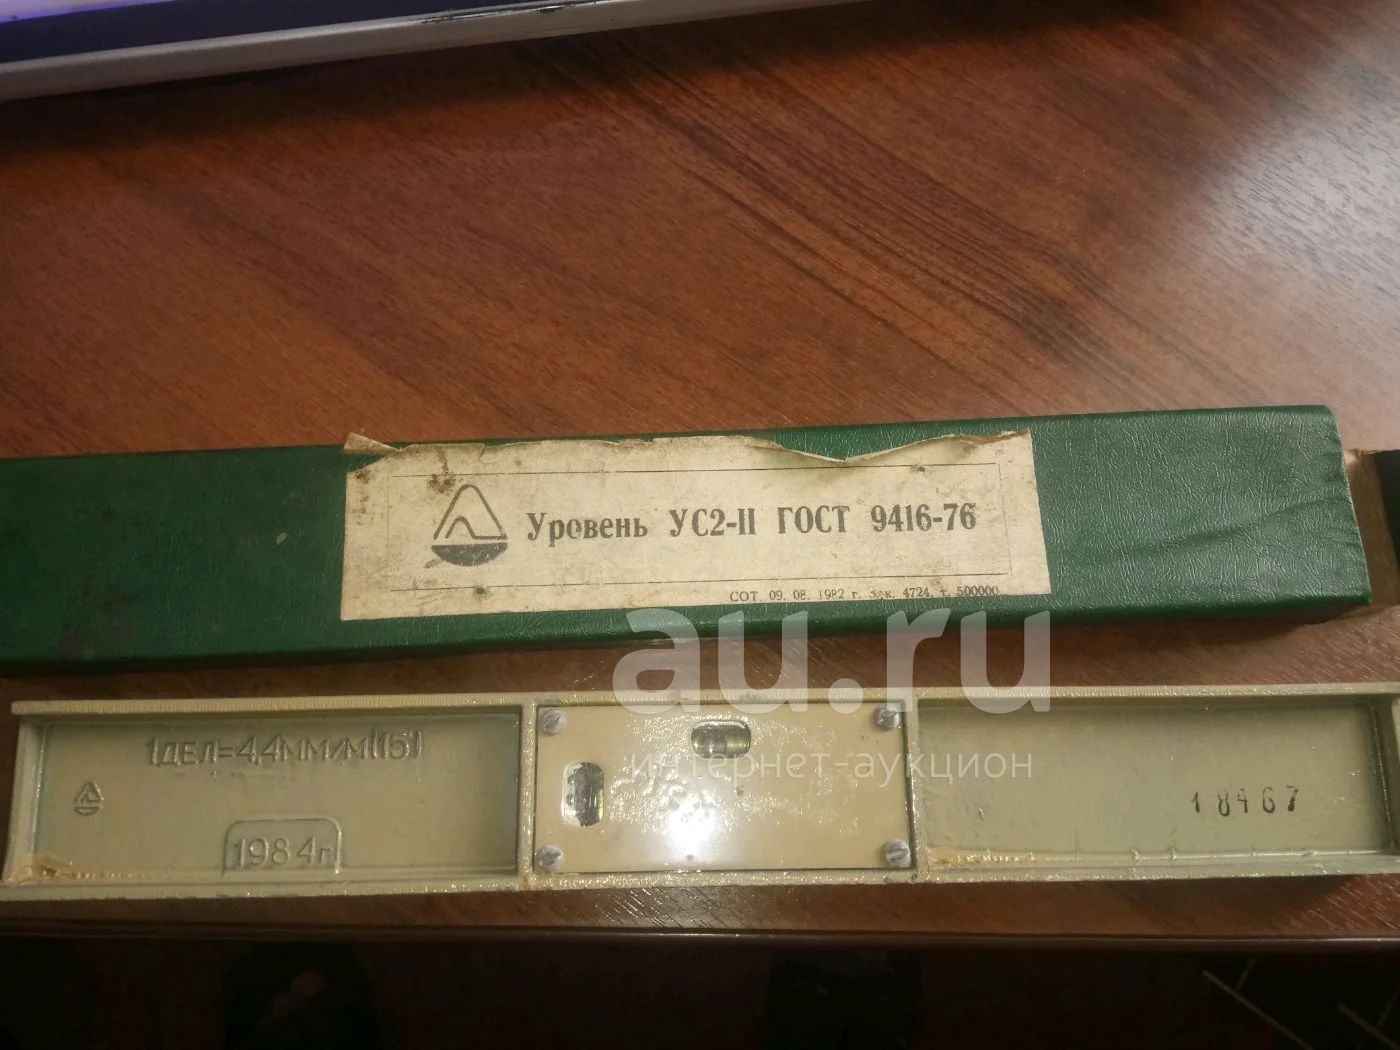 Уровень УС2-II ГОСТ 9416-76
СОТ. 09. 08. 1982 г. Зак. 4724. т. 500000
au.ru
интернет-аукцион
1ДЕЛ=4,4ММ/М(15')
1984г
18467